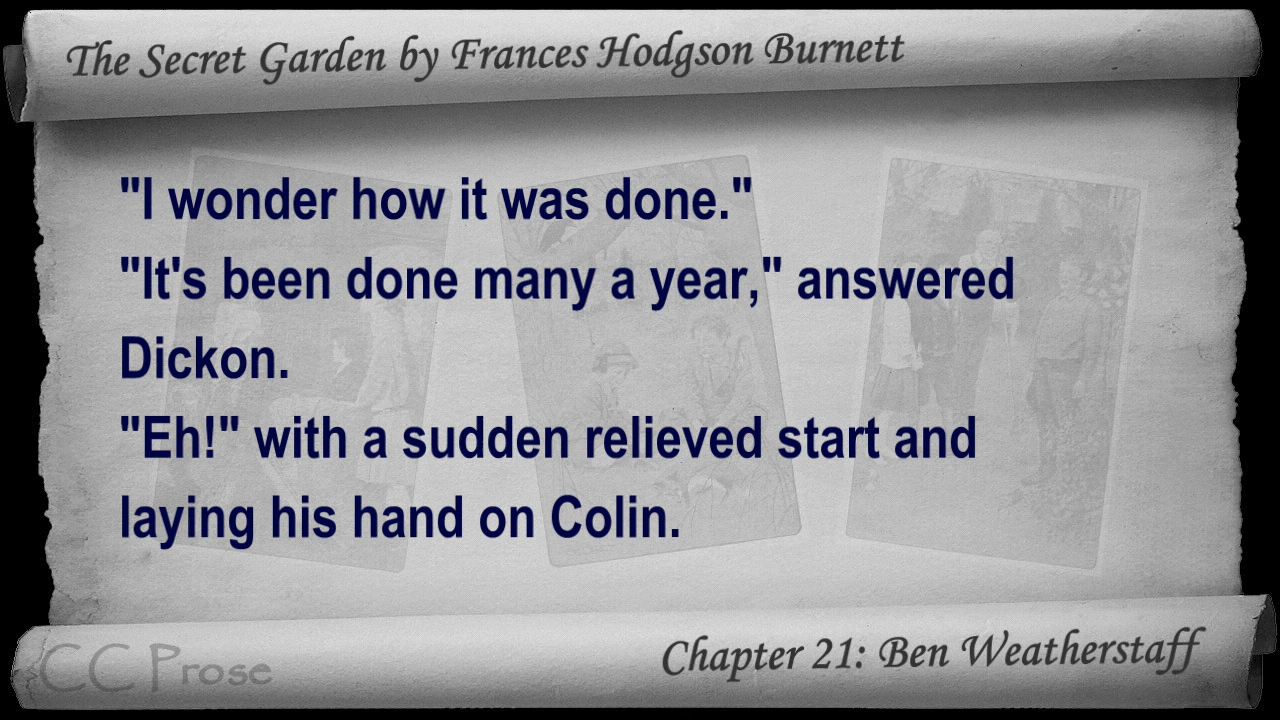 The Secret Garden by Frances Hodgson Burnett
"I wonder how it was done."
"It's been done many a year," answered
Dickon.
"Eh!" with a sudden relieved start and
laying his hand on Colin.
CC Prose
Chapter 21: Ben Weatherstaff